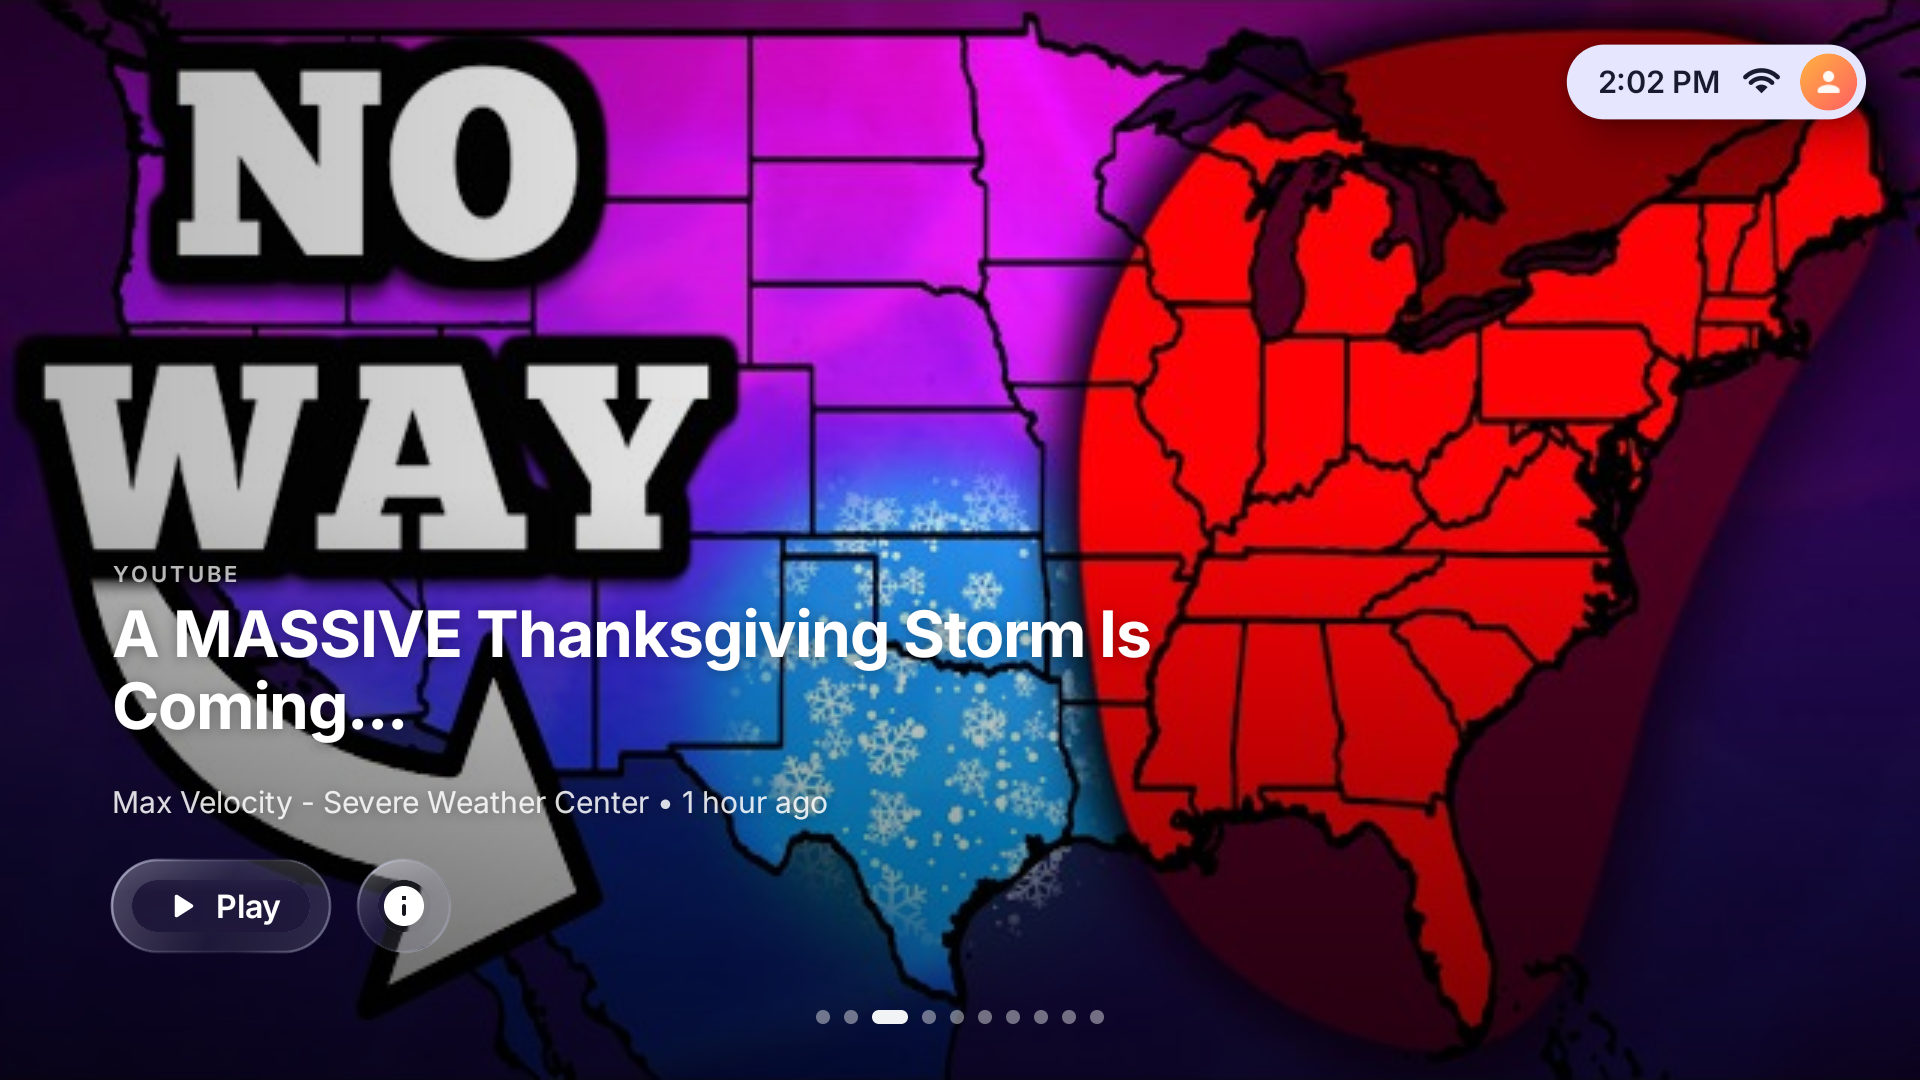 NO
WAY
2:02 PM
YOUTUBE
A MASSIVE Thanksgiving Storm Is
Coming...
Max Velocity - Severe Weather Center • 1 hour ago
Play